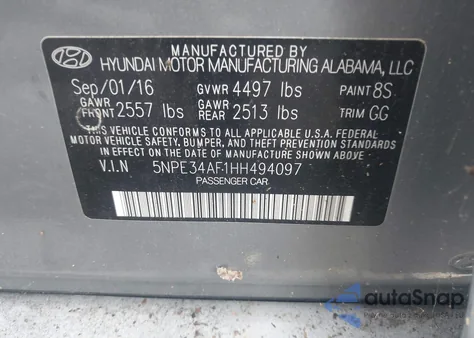 MANUFACTURED BY
HYUNDAI MOTOR MANUFACTURING ALABAMA, LLC
Sep/01/16 GVWR 4497 lbs PAINT 8S
GAWR FRONT 2557 lbs GAWR REAR 2513 lbs TRIM GG
THIS VEHICLE CONFORMS TO ALL APPLICABLE U.S.A. FEDERAL
MOTOR VEHICLE SAFETY, BUMPER, AND THEFT PREVENTION
STANDARDS IN EFFECT ON THE DATE OF MANUFACTURE SHOWN ABOVE.
V.I.N 5NPE34AF1HH494097
PASSENGER CAR
autoSnap